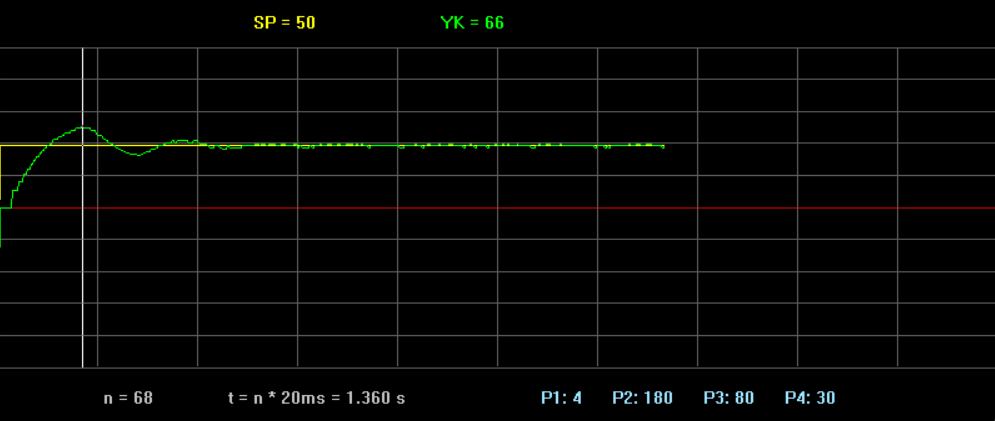 SP = 50 YK = 66
n = 68 t = n * 20ms = 1.360 s P1: 4 P2: 180 P3: 80 P4: 30